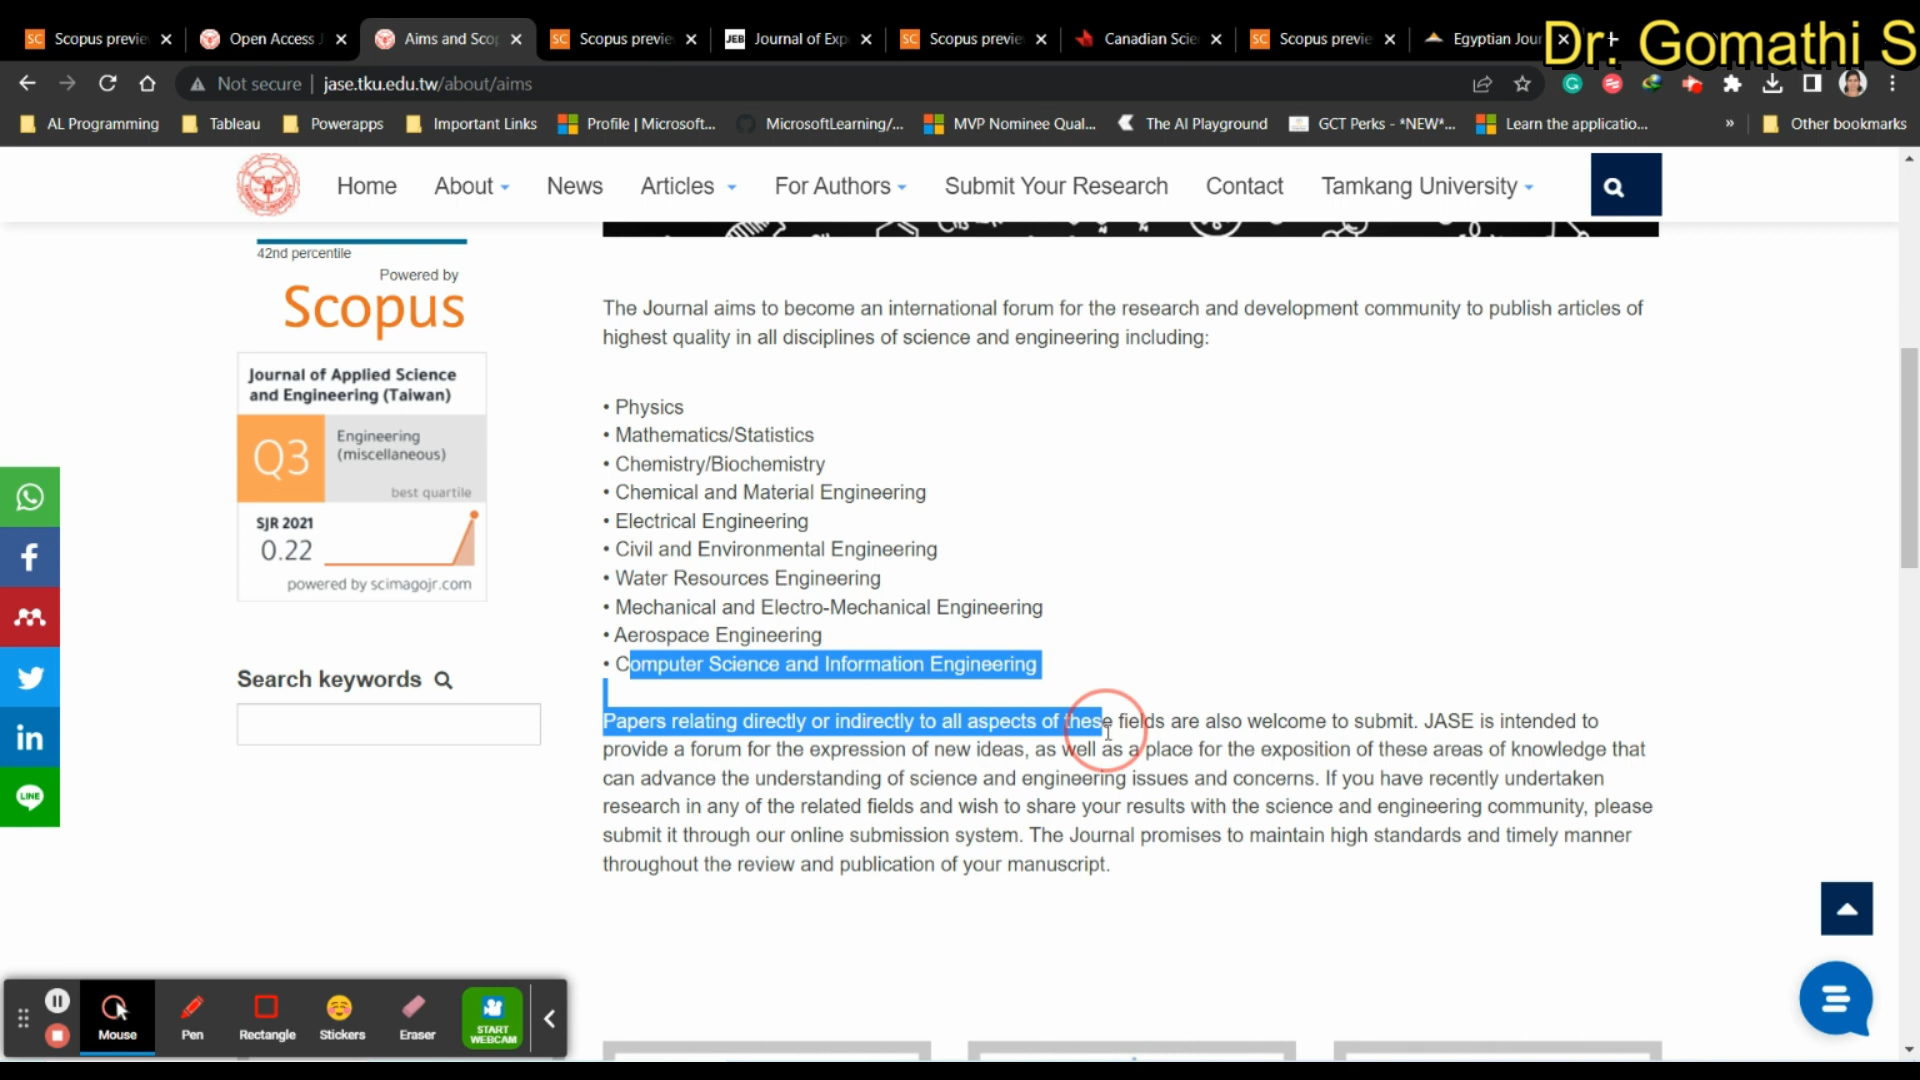 Scopus previe
Open Access J
Aims and Scop
Scopus previe
JEB Journal of Exp
Scopus previe
Canadian Scie
Scopus previe
Egyptian Jour
Dr. Gomathi S
Not secure | jase.tku.edu.tw/about/aims
AL Programming
Tableau
Powerapps
Important Links
Profile | Microsoft...
MicrosoftLearning/...
MVP Nominee Qual...
The AI Playground
GCT Perks - *NEW*...
Learn the applicatio...
»
Other bookmarks
Home
About
News
Articles
For Authors
Submit Your Research
Contact
Tamkang University
42nd percentile
Powered by
Scopus
Journal of Applied Science
and Engineering (Taiwan)
Q3
Engineering
(miscellaneous)
best quartile
SJR 2021
0.22
powered by scimagojr.com
Search keywords
The Journal aims to become an international forum for the research and development community to publish articles of
highest quality in all disciplines of science and engineering including:
• Physics
• Mathematics/Statistics
• Chemistry/Biochemistry
• Chemical and Material Engineering
• Electrical Engineering
• Civil and Environmental Engineering
• Water Resources Engineering
• Mechanical and Electro-Mechanical Engineering
• Aerospace Engineering
• Computer Science and Information Engineering
Papers relating directly or indirectly to all aspects of these fields are also welcome to submit. JASE is intended to
provide a forum for the expression of new ideas, as well as a place for the exposition of these areas of knowledge that
can advance the understanding of science and engineering issues and concerns. If you have recently undertaken
research in any of the related fields and wish to share your results with the science and engineering community, please
submit it through our online submission system. The Journal promises to maintain high standards and timely manner
throughout the review and publication of your manuscript.
LINE
Mouse
Pen
Rectangle
Stickers
Eraser
START
WEBCAM